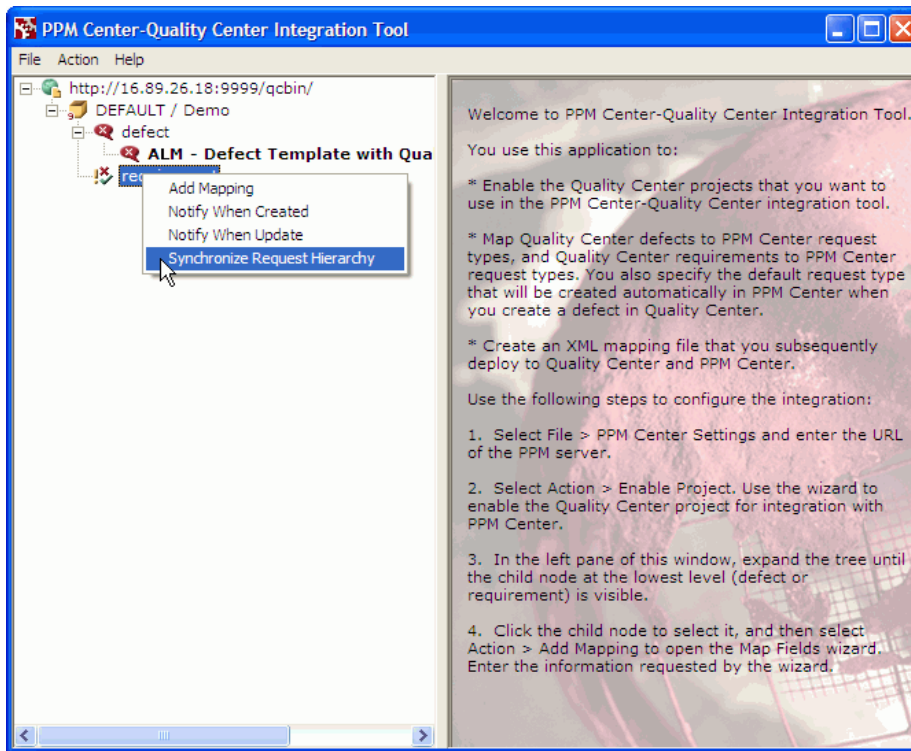 PPM Center-Quality Center Integration Tool
File Action Help
http://16.89.26.18:9999/qcbin/
DEFAULT / Demo
defect
ALM - Defect Template with Qua
Add Mapping
Notify When Created
Notify When Update
Synchronize Request Hierarchy
Welcome to PPM Center-Quality Center Integration Tool.
You use this application to:
* Enable the Quality Center projects that you want to
use in the PPM Center-Quality Center integration tool.
* Map Quality Center defects to PPM Center request
types, and Quality Center requirements to PPM Center
request types. You also specify the default request type
that will be created automatically in PPM Center when
you create a defect in Quality Center.
* Create an XML mapping file that you subsequently
deploy to Quality Center and PPM Center.
Use the following steps to configure the integration:
1. Select File > PPM Center Settings and enter the URL
of the PPM server.
2. Select Action > Enable Project. Use the wizard to
enable the Quality Center project for integration with
PPM Center.
3. In the left pane of this window, expand the tree until
the child node at the lowest level (defect or
requirement) is visible.
4. Click the child node to select it, and then select
Action > Add Mapping to open the Map Fields wizard.
Enter the information requested by the wizard.